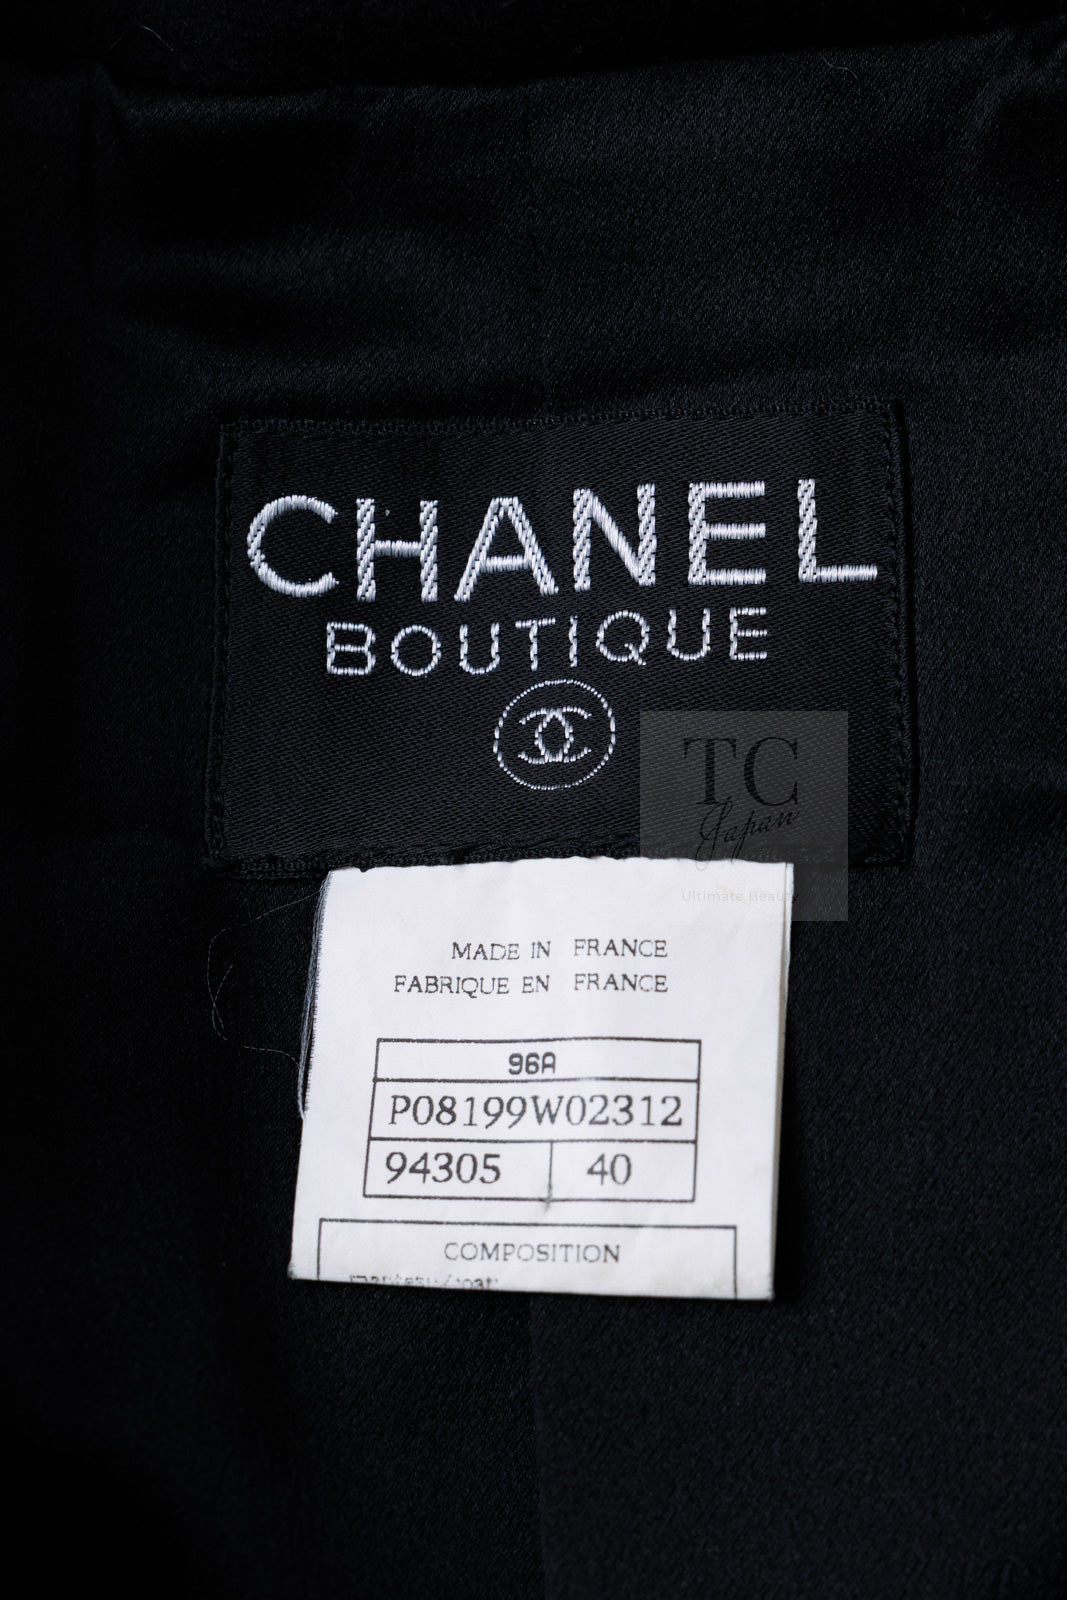 CHANEL
BOUTIQUE
TC
Japan
Ultimate Beauty
MADE IN FRANCE
FABRIQUE EN FRANCE
96A
P08199W02312
94305 40
COMPOSITION